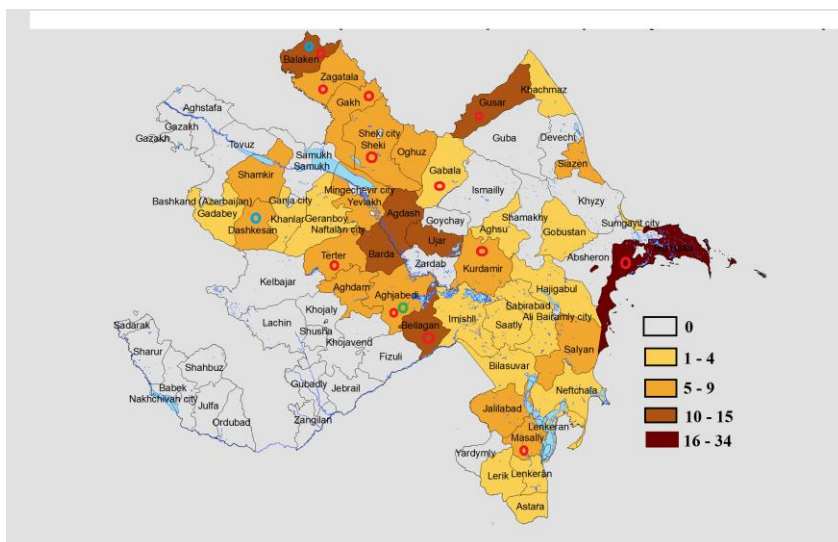 Balaken
Zagatala
Gakh
Khachmaz
Gusar
Aghstafa
Gazakh
Gazakh
Tovuz
Sheki city
Sheki
Oghuz
Guba
Devechi
Siazen
Samukh
Samukh
Gabala
Shamkir
Mingechevir city
Ismailly
Khyzy
Bashkand (Azerbaijan)
Gadabey
Ganja city
Yevlakh
Agdash
Goychay
Shamakhy
Sumgayit city
Khanlar
Geranboy
Naftalan city
Dashkesan
Ujar
Aghsu
Gobustan
Barda
Zardab
Absheron
Terter
Kurdamir
Kelbajar
Aghdam
Aghjabedi
Hajigabul
Khojaly
Sabirabad
Lachin
Imishli
Ali Bairamly city
Beilagan
Saatly
Sadarak
Shusha
Khojavend
Fizuli
Salyan
Sharur
Shahbuz
Bilasuvar
Babek
Gubadly
Jebrail
Neftchala
Nakhchivan city
Julfa
Jalilabad
Ordubad
Zangilan
Lenkeran
Masally
Yardymly
Lerik
Lenkeran
Astara
0
1 - 4
5 - 9
10 - 15
16 - 34